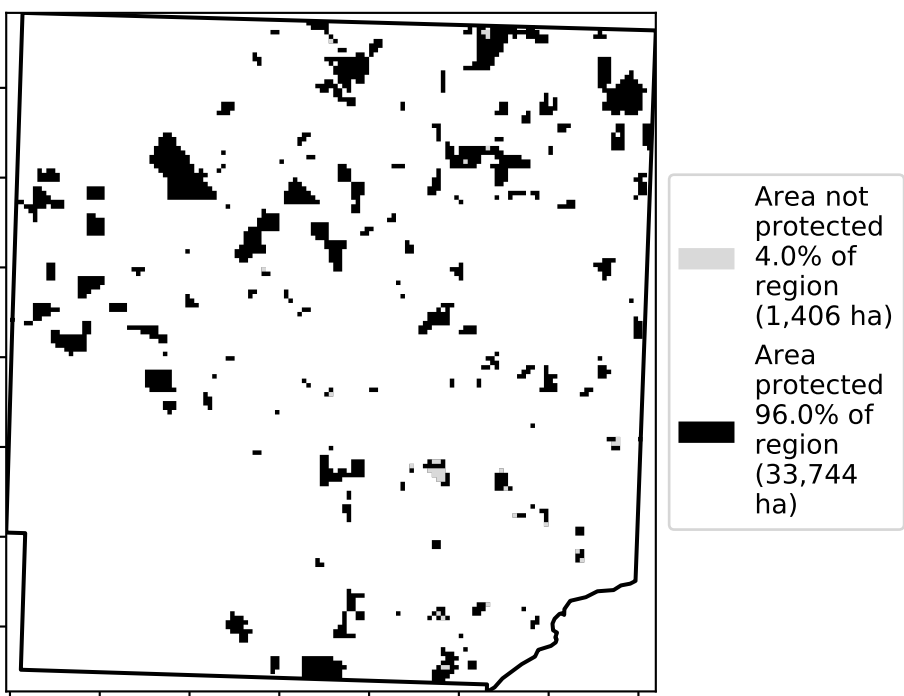 Area not
protected
4.0% of
region
(1,406 ha)
Area
protected
96.0% of
region
(33,744
ha)